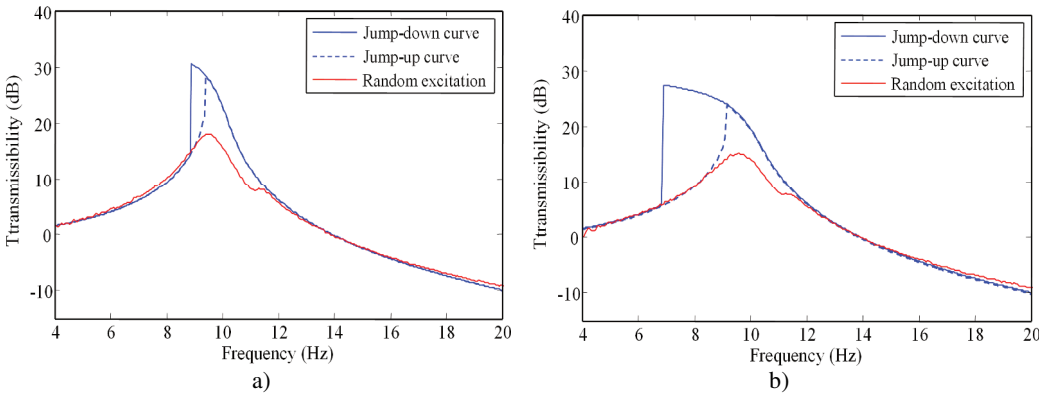 a)
40
30
20
10
0
-10
4
6
8
10
12
14
16
18
20
Ttransmissibility (dB)
Frequency (Hz)
Jump-down curve
Jump-up curve
Random excitation
a)
b)
40
30
20
10
0
-10
4
6
8
10
12
14
16
18
20
Ttransmissibility (dB)
Frequency (Hz)
Jump-down curve
Jump-up curve
Random excitation
b)